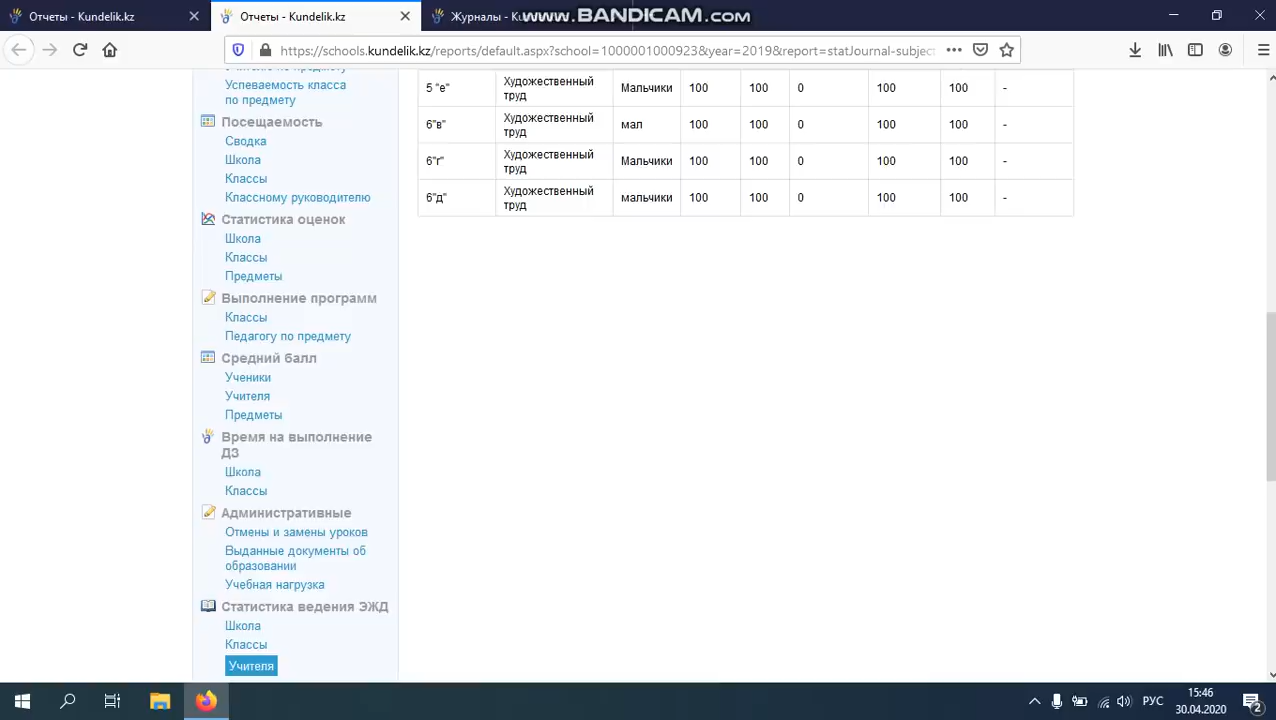 Отчеты - Kundelik.kz
Отчеты - Kundelik.kz
Журналы - Ku
www.BANDICAM.com
https://schools.kundelik.kz/reports/default.aspx?school=1000001000923&year=2019&report=statJournal-subject
Успеваемость класса
по предмету
Посещаемость
Сводка
Школа
Классы
Классному руководителю
Статистика оценок
Школа
Классы
Предметы
Выполнение программ
Классы
Педагогу по предмету
Средний балл
Ученики
Учителя
Предметы
Время на выполнение
ДЗ
Школа
Классы
Административные
Отмены и замены уроков
Выданные документы об
образовании
Учебная нагрузка
Статистика ведения ЭЖД
Школа
Классы
Учителя
5 "е" Художественный труд Мальчики 100 100 0 100 100 -
6"в" Художественный труд мал 100 100 0 100 100 -
6"г" Художественный труд Мальчики 100 100 0 100 100 -
6"д" Художественный труд мальчики 100 100 0 100 100 -
РУС
15:46
30.04.2020
2